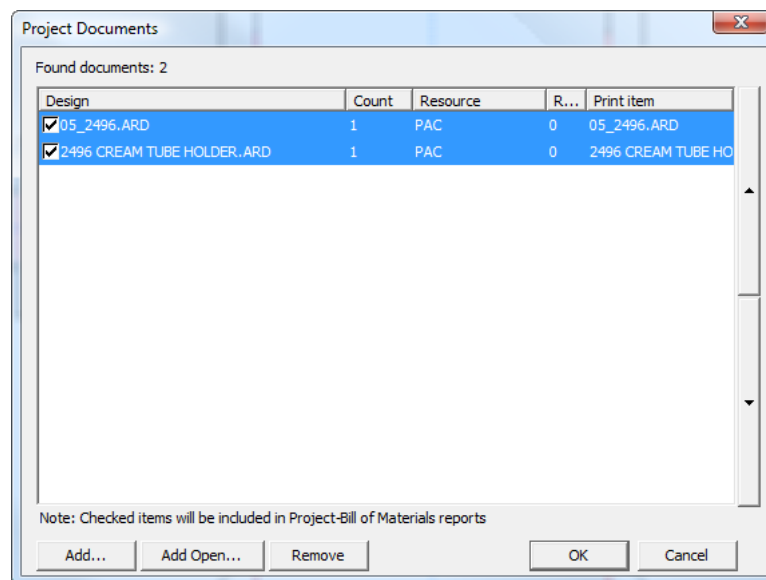 Project Documents
Found documents: 2
Design Count Resource R... Print item
05_2496.ARD 1 PAC 0 05_2496.ARD
2496 CREAM TUBE HOLDER.ARD 1 PAC 0 2496 CREAM TUBE HO
Note: Checked items will be included in Project-Bill of Materials reports
Add... Add Open... Remove OK Cancel